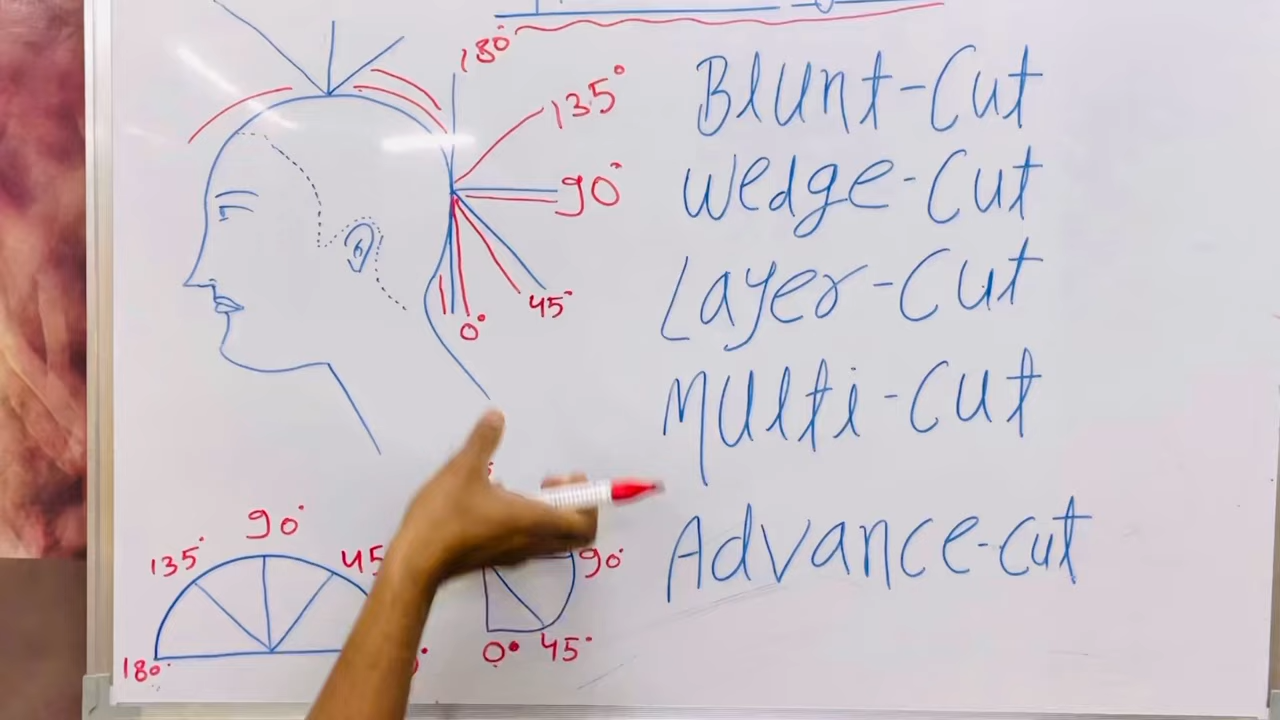 180°
135°
90°
45°
0°
Blunt-Cut
Wedge-Cut
Layer-Cut
Multi-Cut
Advance-cut
90°
135°
45
180°
90°
0° 45°